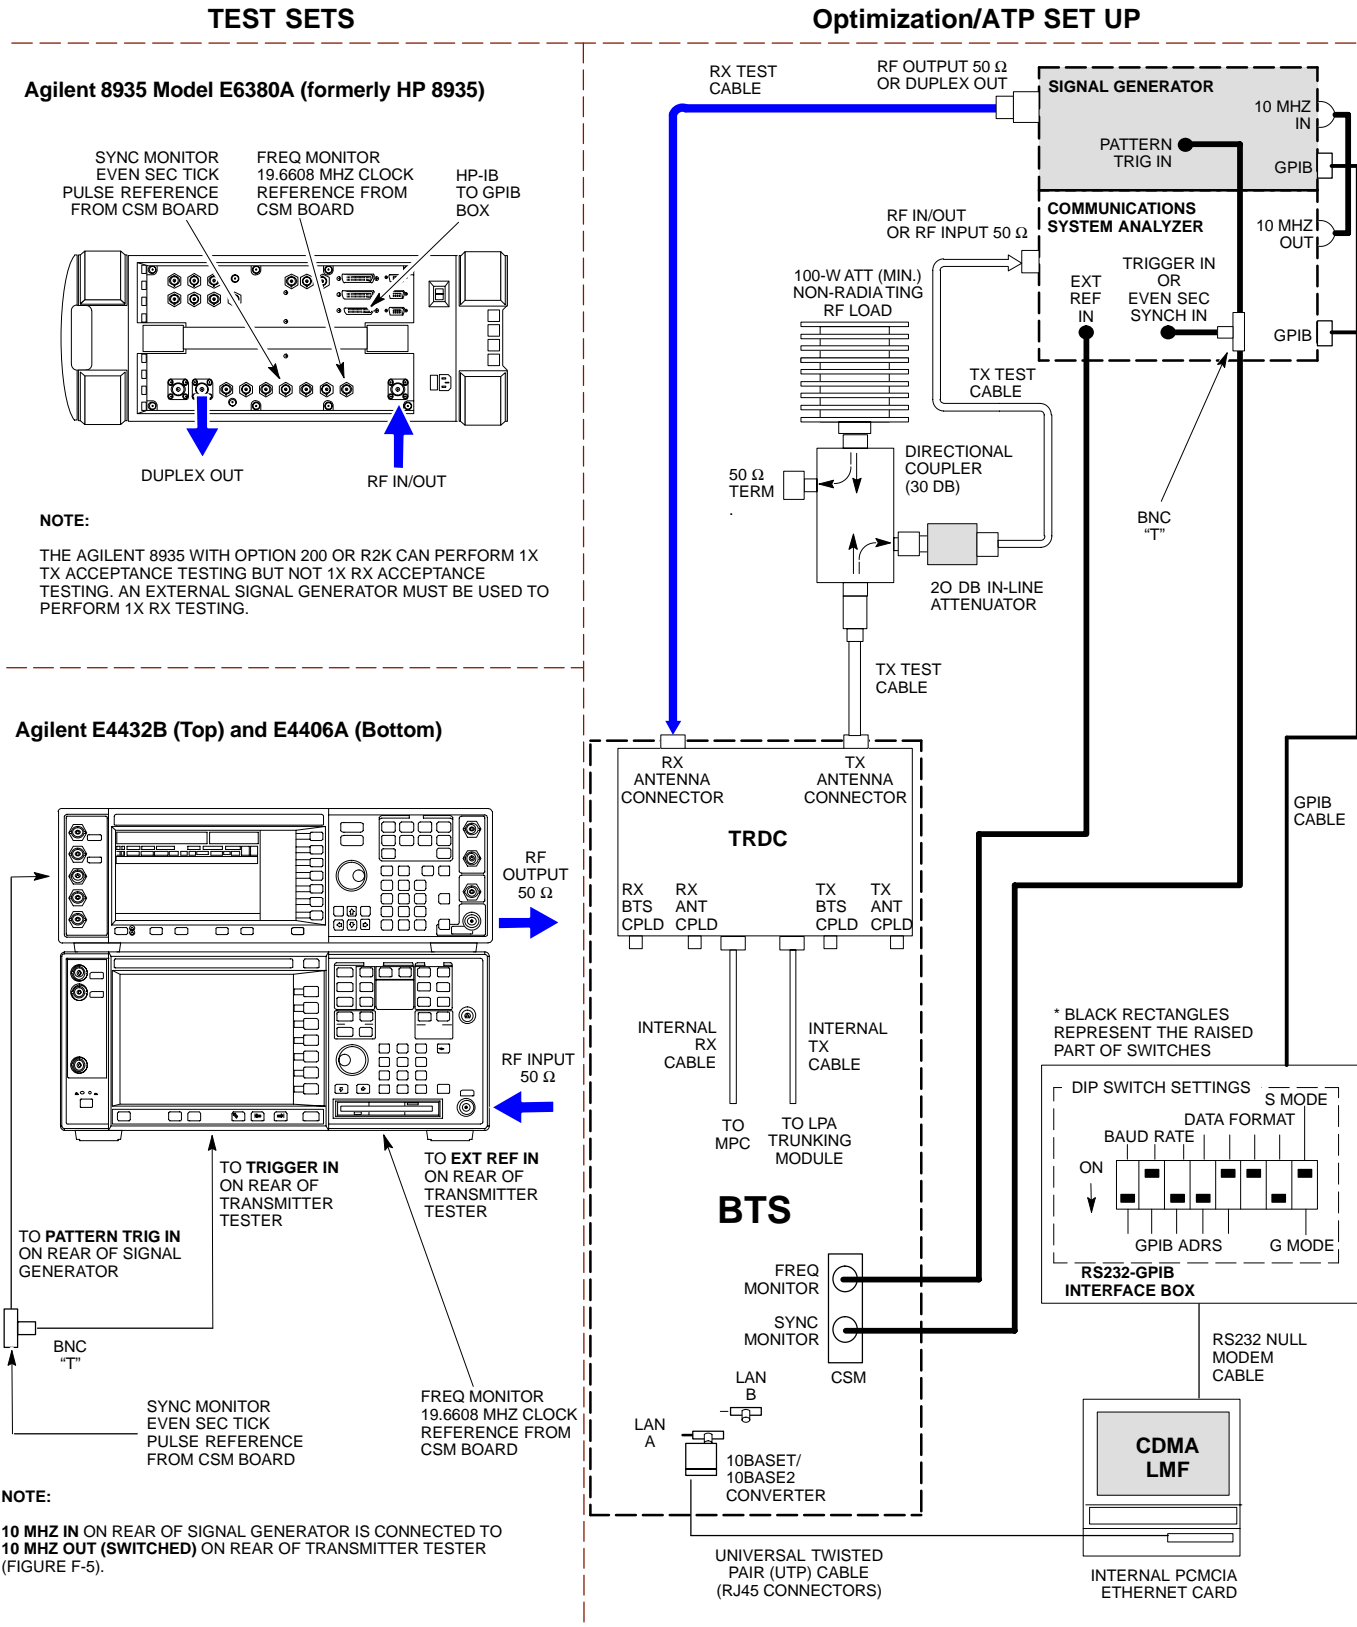 TEST SETS
Optimization/ATP SET UP
Agilent 8935 Model E6380A (formerly HP 8935)
SYNC MONITOR
EVEN SEC TICK
PULSE REFERENCE
FROM CSM BOARD
FREQ MONITOR
19.6608 MHZ CLOCK
REFERENCE FROM
CSM BOARD
HP-IB
TO GPIB
BOX
DUPLEX OUT
RF IN/OUT
NOTE:
THE AGILENT 8935 WITH OPTION 200 OR R2K CAN PERFORM 1X
TX ACCEPTANCE TESTING BUT NOT 1X RX ACCEPTANCE
TESTING. AN EXTERNAL SIGNAL GENERATOR MUST BE USED TO
PERFORM 1X RX TESTING.
Agilent E4432B (Top) and E4406A (Bottom)
RF
OUTPUT
50 Ω
RF INPUT
50 Ω
TO TRIGGER IN
ON REAR OF
TRANSMITTER
TESTER
TO EXT REF IN
ON REAR OF
TRANSMITTER
TESTER
TO PATTERN TRIG IN
ON REAR OF SIGNAL
GENERATOR
BNC
“T”
SYNC MONITOR
EVEN SEC TICK
PULSE REFERENCE
FROM CSM BOARD
FREQ MONITOR
19.6608 MHZ CLOCK
REFERENCE FROM
CSM BOARD
NOTE:
10 MHZ IN ON REAR OF SIGNAL GENERATOR IS CONNECTED TO
10 MHZ OUT (SWITCHED) ON REAR OF TRANSMITTER TESTER
(FIGURE F-5).
RX TEST
CABLE
RF OUTPUT 50 Ω
OR DUPLEX OUT
SIGNAL GENERATOR
10 MHZ
IN
PATTERN
TRIG IN
GPIB
COMMUNICATIONS
SYSTEM ANALYZER
10 MHZ
OUT
RF IN/OUT
OR RF INPUT 50 Ω
TRIGGER IN
OR
EVEN SEC
SYNCH IN
EXT
REF
IN
GPIB
100-W ATT (MIN.)
NON-RADIA TING
RF LOAD
TX TEST
CABLE
DIRECTIONAL
COUPLER
(30 DB)
50 Ω
TERM
.
BNC
“T”
2O DB IN-LINE
ATTENUATOR
TX TEST
CABLE
RX
ANTENNA
CONNECTOR
TX
ANTENNA
CONNECTOR
TRDC
RX
BTS
CPLD
RX
ANT
CPLD
TX
BTS
CPLD
TX
ANT
CPLD
GPIB
CABLE
INTERNAL
RX
CABLE
INTERNAL
TX
CABLE
TO
MPC
TO LPA
TRUNKING
MODULE
BTS
* BLACK RECTANGLES
REPRESENT THE RAISED
PART OF SWITCHES
DIP SWITCH SETTINGS
S MODE
DATA FORMAT
BAUD RATE
ON
GPIB ADRS
G MODE
RS232-GPIB
INTERFACE BOX
FREQ
MONITOR
SYNC
MONITOR
CSM
RS232 NULL
MODEM
CABLE
LAN
B
LAN
A
10BASET/
10BASE2
CONVERTER
CDMA
LMF
UNIVERSAL TWISTED
PAIR (UTP) CABLE
(RJ45 CONNECTORS)
INTERNAL PCMCIA
ETHERNET CARD